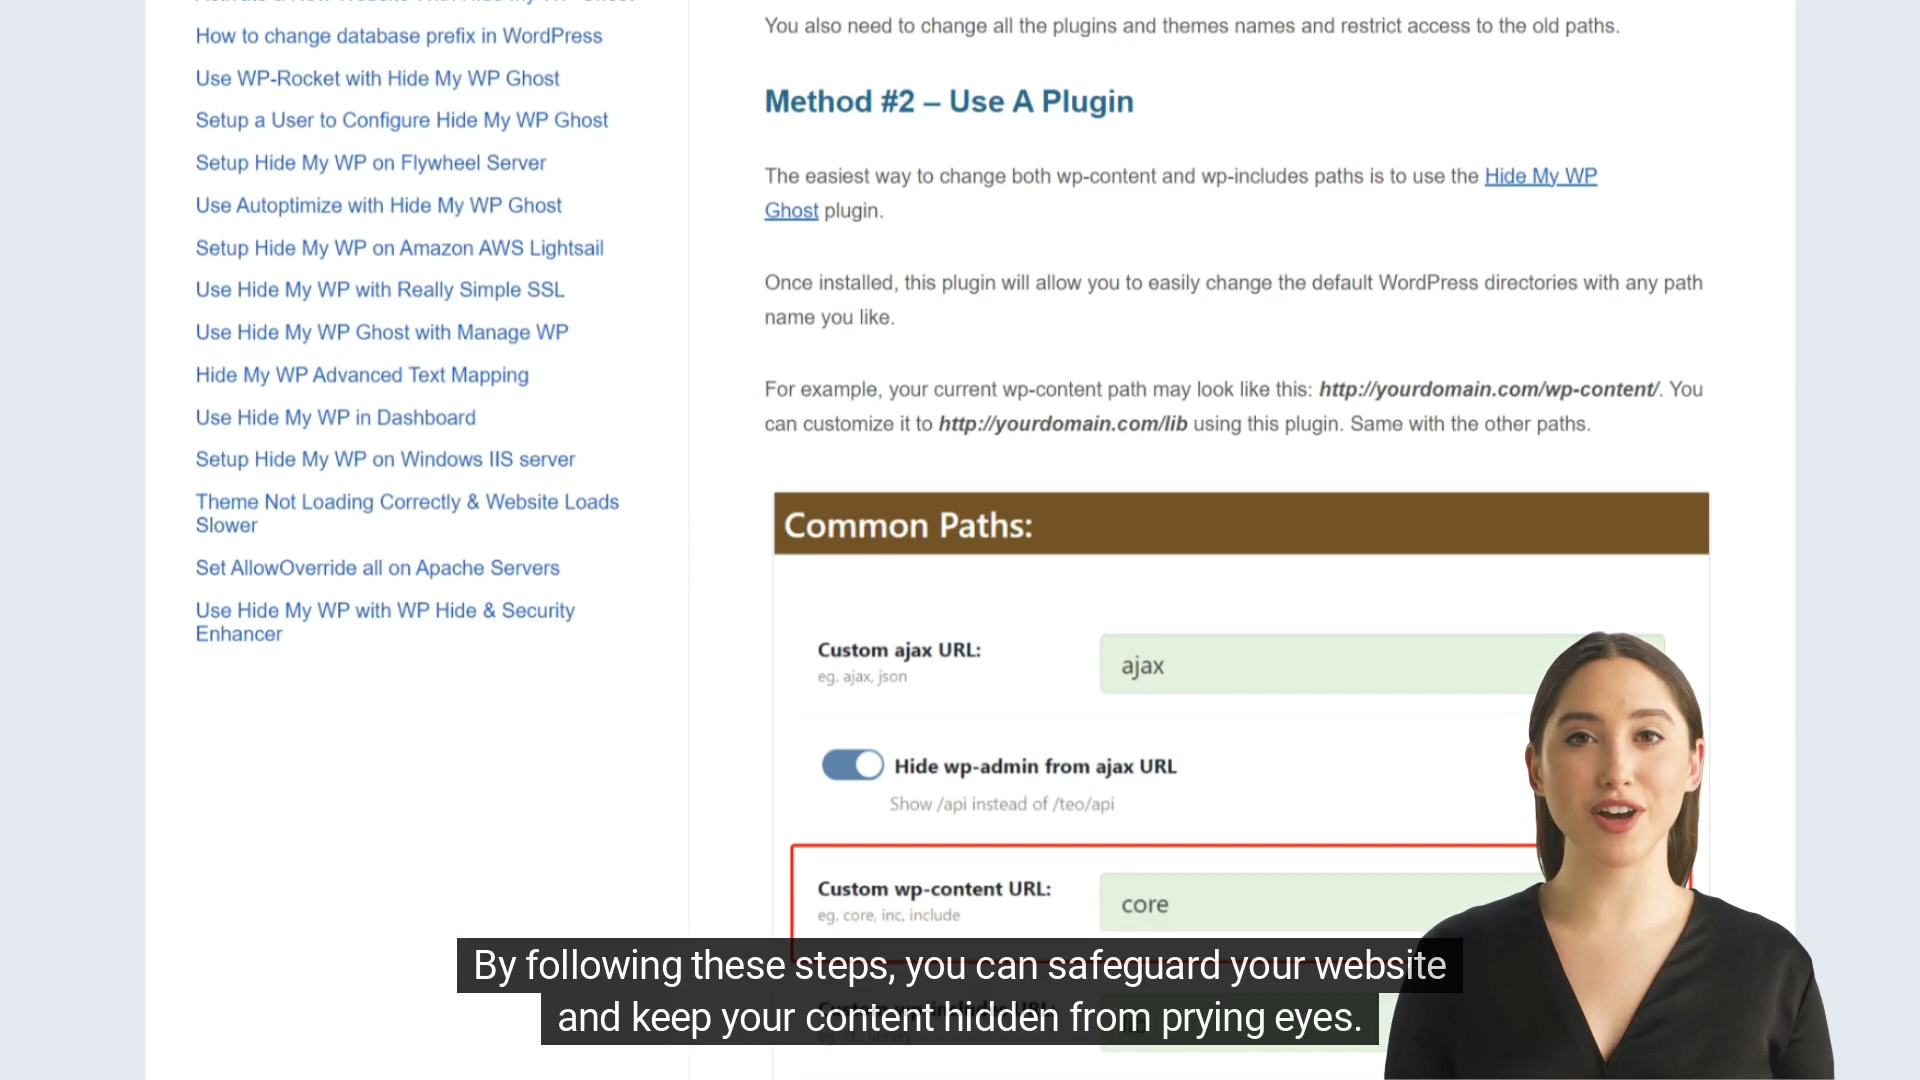 How to change database prefix in WordPress
Use WP-Rocket with Hide My WP Ghost
Setup a User to Configure Hide My WP Ghost
Setup Hide My WP on Flywheel Server
Use Autoptimize with Hide My WP Ghost
Setup Hide My WP on Amazon AWS Lightsail
Use Hide My WP with Really Simple SSL
Use Hide My WP Ghost with Manage WP
Hide My WP Advanced Text Mapping
Use Hide My WP in Dashboard
Setup Hide My WP on Windows IIS server
Theme Not Loading Correctly & Website Loads
Slower
Set AllowOverride all on Apache Servers
Use Hide My WP with WP Hide & Security
Enhancer
You also need to change all the plugins and themes names and restrict access to the old paths.
Method #2 – Use A Plugin
The easiest way to change both wp-content and wp-includes paths is to use the Hide My WP
Ghost plugin.
Once installed, this plugin will allow you to easily change the default WordPress directories with any path
name you like.
For example, your current wp-content path may look like this: http://yourdomain.com/wp-content/. You
can customize it to http://yourdomain.com/lib using this plugin. Same with the other paths.
Common Paths:
Custom ajax URL:
eg. ajax, json
ajax
Hide wp-admin from ajax URL
Show /api instead of /teo/api
Custom wp-content URL:
eg. core, inc, include
core
By following these steps, you can safeguard your website
and keep your content hidden from prying eyes.